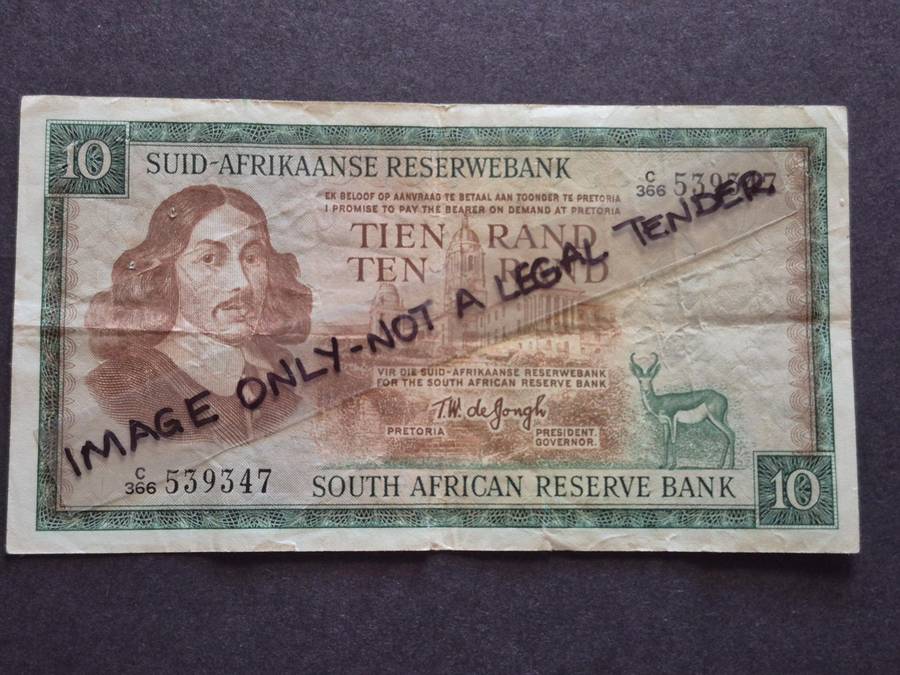 10
SUID-AFRIKAANSE RESERWEBANK
C
366
EK BELOOF OP AANVRAAG TE BETAAL AAN TOONDER TE PRETORIA
I PROMISE TO PAY THE BEARER ON DEMAND AT PRETORIA
TIEN RAND
TEN RAND
IMAGE ONLY-NOT A LEGAL TENDER.
VIR DIE SUID-AFRIKAANSE RESERWEBANK
FOR THE SOUTH AFRICAN RESERVE BANK
T.W. de Jongh
PRETORIA
PRESIDENT.
GOVERNOR.
C
366 539347
SOUTH AFRICAN RESERVE BANK
10